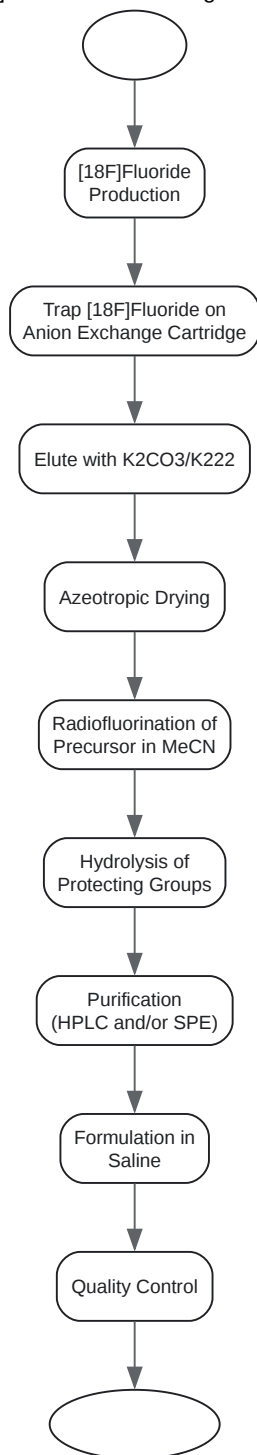 [18F]Fluoride
Production
Trap [18F]Fluoride on
Anion Exchange Cartridge
Elute with K2CO3/K222
Azeotropic Drying
Radiofluorination of
Precursor in MeCN
Hydrolysis of
Protecting Groups
Purification
(HPLC and/or SPE)
Formulation in
Saline
Quality Control